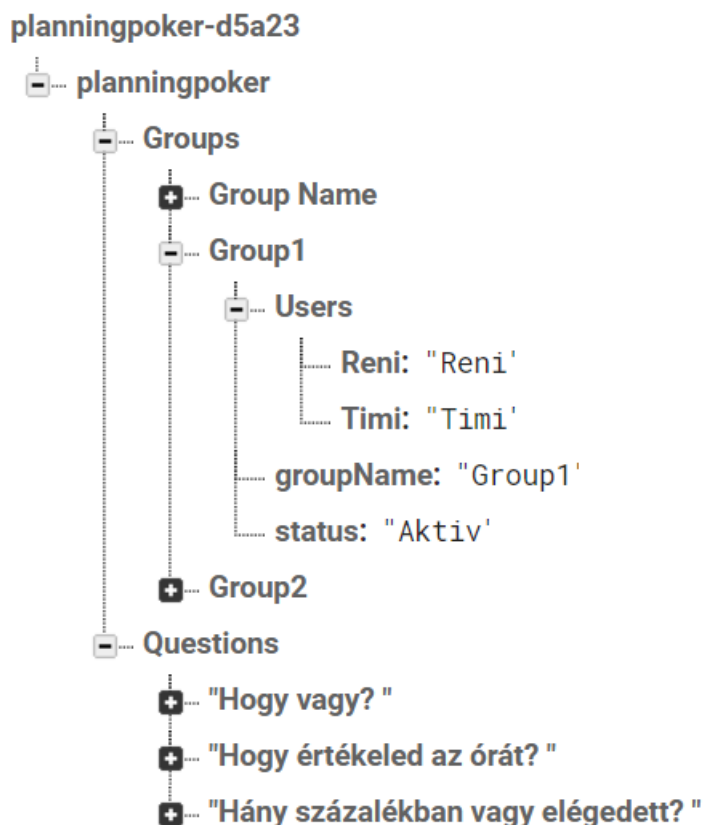 planningpoker-d5a23
planningpoker
Groups
Group Name
Group1
Users
Reni: "Reni'
Timi: "Timi'
groupName: "Group1'
status: "Aktiv'
Group2
Questions
"Hogy vagy? "
"Hogy értékeled az órát? "
"Hány százalékban vagy elégedett? "